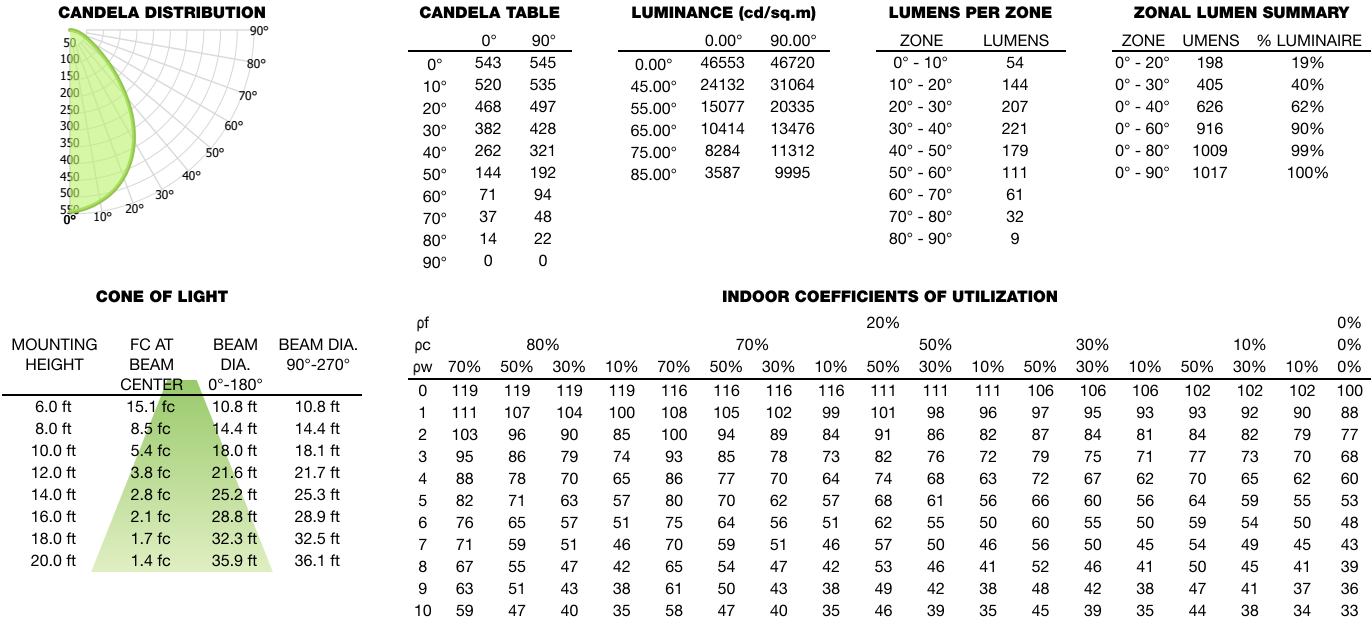 CANDELA DISTRIBUTION
90°
80°
70°
60°
50°
40°
30°
20°
10°
0°
50
100
150
200
250
300
350
400
450
500
550
CANDELA TABLE
0° 90°
0° 543 545
10° 520 535
20° 468 497
30° 382 428
40° 262 321
50° 144 192
60° 71 94
70° 37 48
80° 14 22
90° 0 0
LUMINANCE (cd/sq.m)
0.00° 90.00°
0.00° 46553 46720
45.00° 24132 31064
55.00° 15077 20335
65.00° 10414 13476
75.00° 8284 11312
85.00° 3587 9995
LUMENS PER ZONE
ZONE LUMENS
0° - 10° 54
10° - 20° 144
20° - 30° 207
30° - 40° 221
40° - 50° 179
50° - 60° 111
60° - 70° 61
70° - 80° 32
80° - 90° 9
ZONAL LUMEN SUMMARY
ZONE UMENS % LUMINAIRE
0° - 20° 198 19%
0° - 30° 405 40%
0° - 40° 626 62%
0° - 60° 916 90%
0° - 80° 1009 99%
0° - 90° 1017 100%
CONE OF LIGHT
MOUNTING FC AT BEAM BEAM DIA.
HEIGHT BEAM DIA. 90°-270°
CENTER 0°-180°
6.0 ft 15.1 fc 10.8 ft 10.8 ft
8.0 ft 8.5 fc 14.4 ft 14.4 ft
10.0 ft 5.4 fc 18.0 ft 18.1 ft
12.0 ft 3.8 fc 21.6 ft 21.7 ft
14.0 ft 2.8 fc 25.2 ft 25.3 ft
16.0 ft 2.1 fc 28.8 ft 28.9 ft
18.0 ft 1.7 fc 32.3 ft 32.5 ft
20.0 ft 1.4 fc 35.9 ft 36.1 ft
INDOOR COEFFICIENTS OF UTILIZATION
ρf 20% 0%
ρc 80% 70% 50% 30% 10% 0%
ρw 70% 50% 30% 10% 70% 50% 30% 10% 50% 30% 10% 50% 30% 10% 50% 30% 10% 0%
0 119 119 119 119 116 116 116 116 111 111 111 106 106 106 102 102 102 100
1 111 107 104 100 108 105 102 99 101 98 96 97 95 93 93 92 90 88
2 103 96 90 85 100 94 89 84 91 86 82 87 84 81 84 82 79 77
3 95 86 79 74 93 85 78 73 82 76 72 79 75 71 77 73 70 68
4 88 78 70 65 86 77 70 64 74 68 63 72 67 62 70 65 62 60
5 82 71 63 57 80 70 62 57 68 61 56 66 60 56 64 59 55 53
6 76 65 57 51 75 64 56 51 62 55 50 60 55 50 59 54 50 48
7 71 59 51 46 70 59 51 46 57 50 46 56 50 45 54 49 45 43
8 67 55 47 42 65 54 47 42 53 46 41 52 46 41 50 45 41 39
9 63 51 43 38 61 50 43 38 49 42 38 48 42 38 47 41 37 36
10 59 47 40 35 58 47 40 35 46 39 35 45 39 35 44 38 34 33